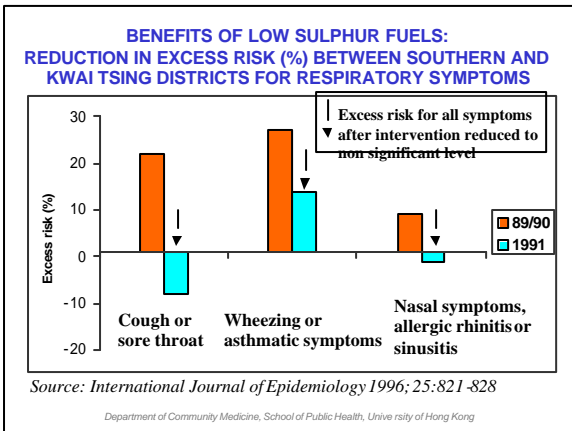 BENEFITS OF LOW SULPHUR FUELS:
REDUCTION IN EXCESS RISK (%) BETWEEN SOUTHERN AND
KWAI TSING DISTRICTS FOR RESPIRATORY SYMPTOMS
Excess risk for all symptoms
after intervention reduced to
non significant level
Excess risk (%)
30
20
10
0
-10
-20
89/90
1991
Cough or
sore throat
Wheezing or
asthmatic symptoms
Nasal symptoms,
allergic rhinitis or
sinusitis
Source: International Journal of Epidemiology 1996; 25:821-828
Department of Community Medicine, School of Public Health, University of Hong Kong